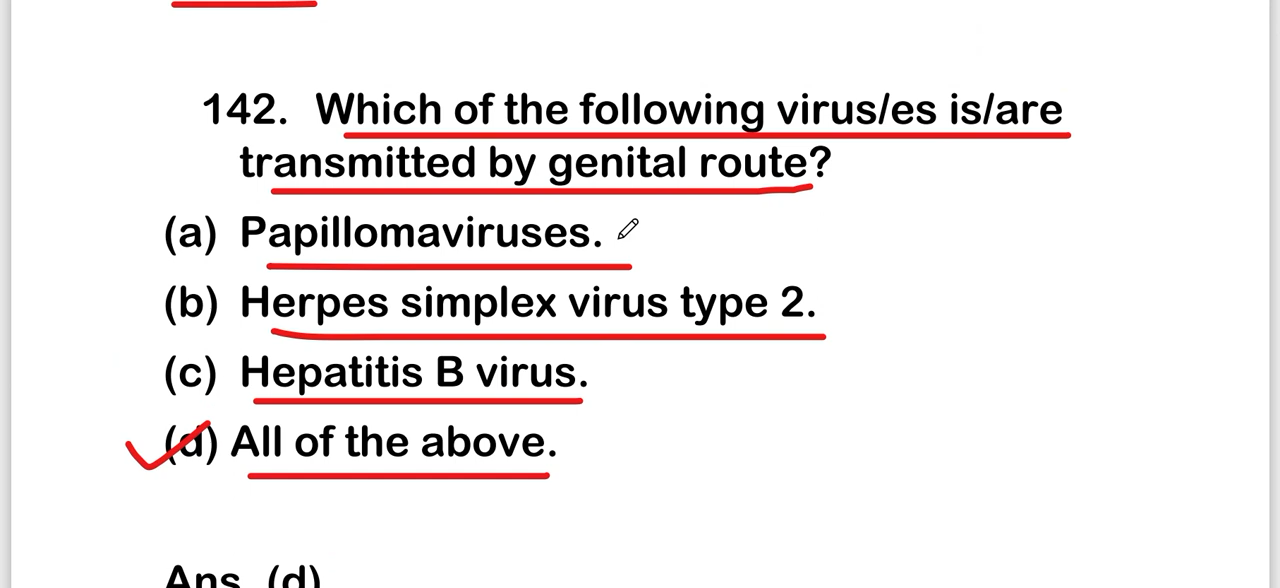 142. Which of the following virus/es is/are
transmitted by genital route?
(a) Papillomaviruses.
(b) Herpes simplex virus type 2.
(c) Hepatitis B virus.
(d) All of the above.
Ans. (d)